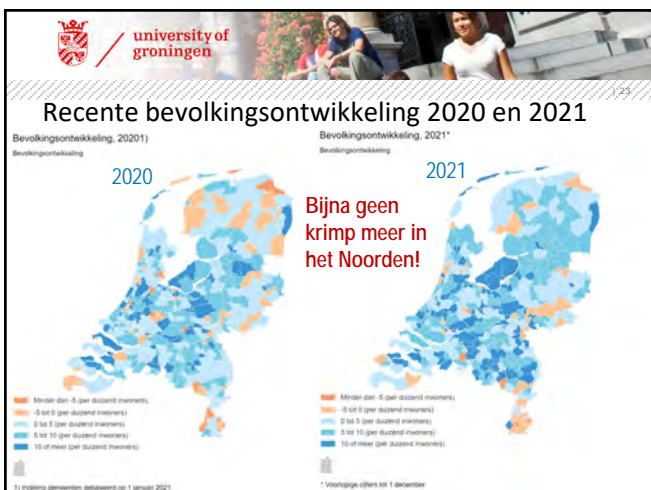 university of
groningen
| 23
Recente bevolkingsontwikkeling 2020 en 2021
Bevolkingsontwikkeling, 20201)
Bevolkingsontwikkeling
2020
Bijna geen
krimp meer in
het Noorden!
Minder dan -5 (per duizend inwoners)
-5 tot 0 (per duizend inwoners)
0 tot 5 (per duizend inwoners)
5 tot 10 (per duizend inwoners)
10 of meer (per duizend inwoners)
1) Indeling gemeenten gebaseerd op 1 januari 2021
Bevolkingsontwikkeling, 2021*
Bevolkingsontwikkeling
2021
Minder dan -5 (per duizend inwoners)
-5 tot 0 (per duizend inwoners)
0 tot 5 (per duizend inwoners)
5 tot 10 (per duizend inwoners)
10 of meer (per duizend inwoners)
* Voorlopige cijfers tot 1 december